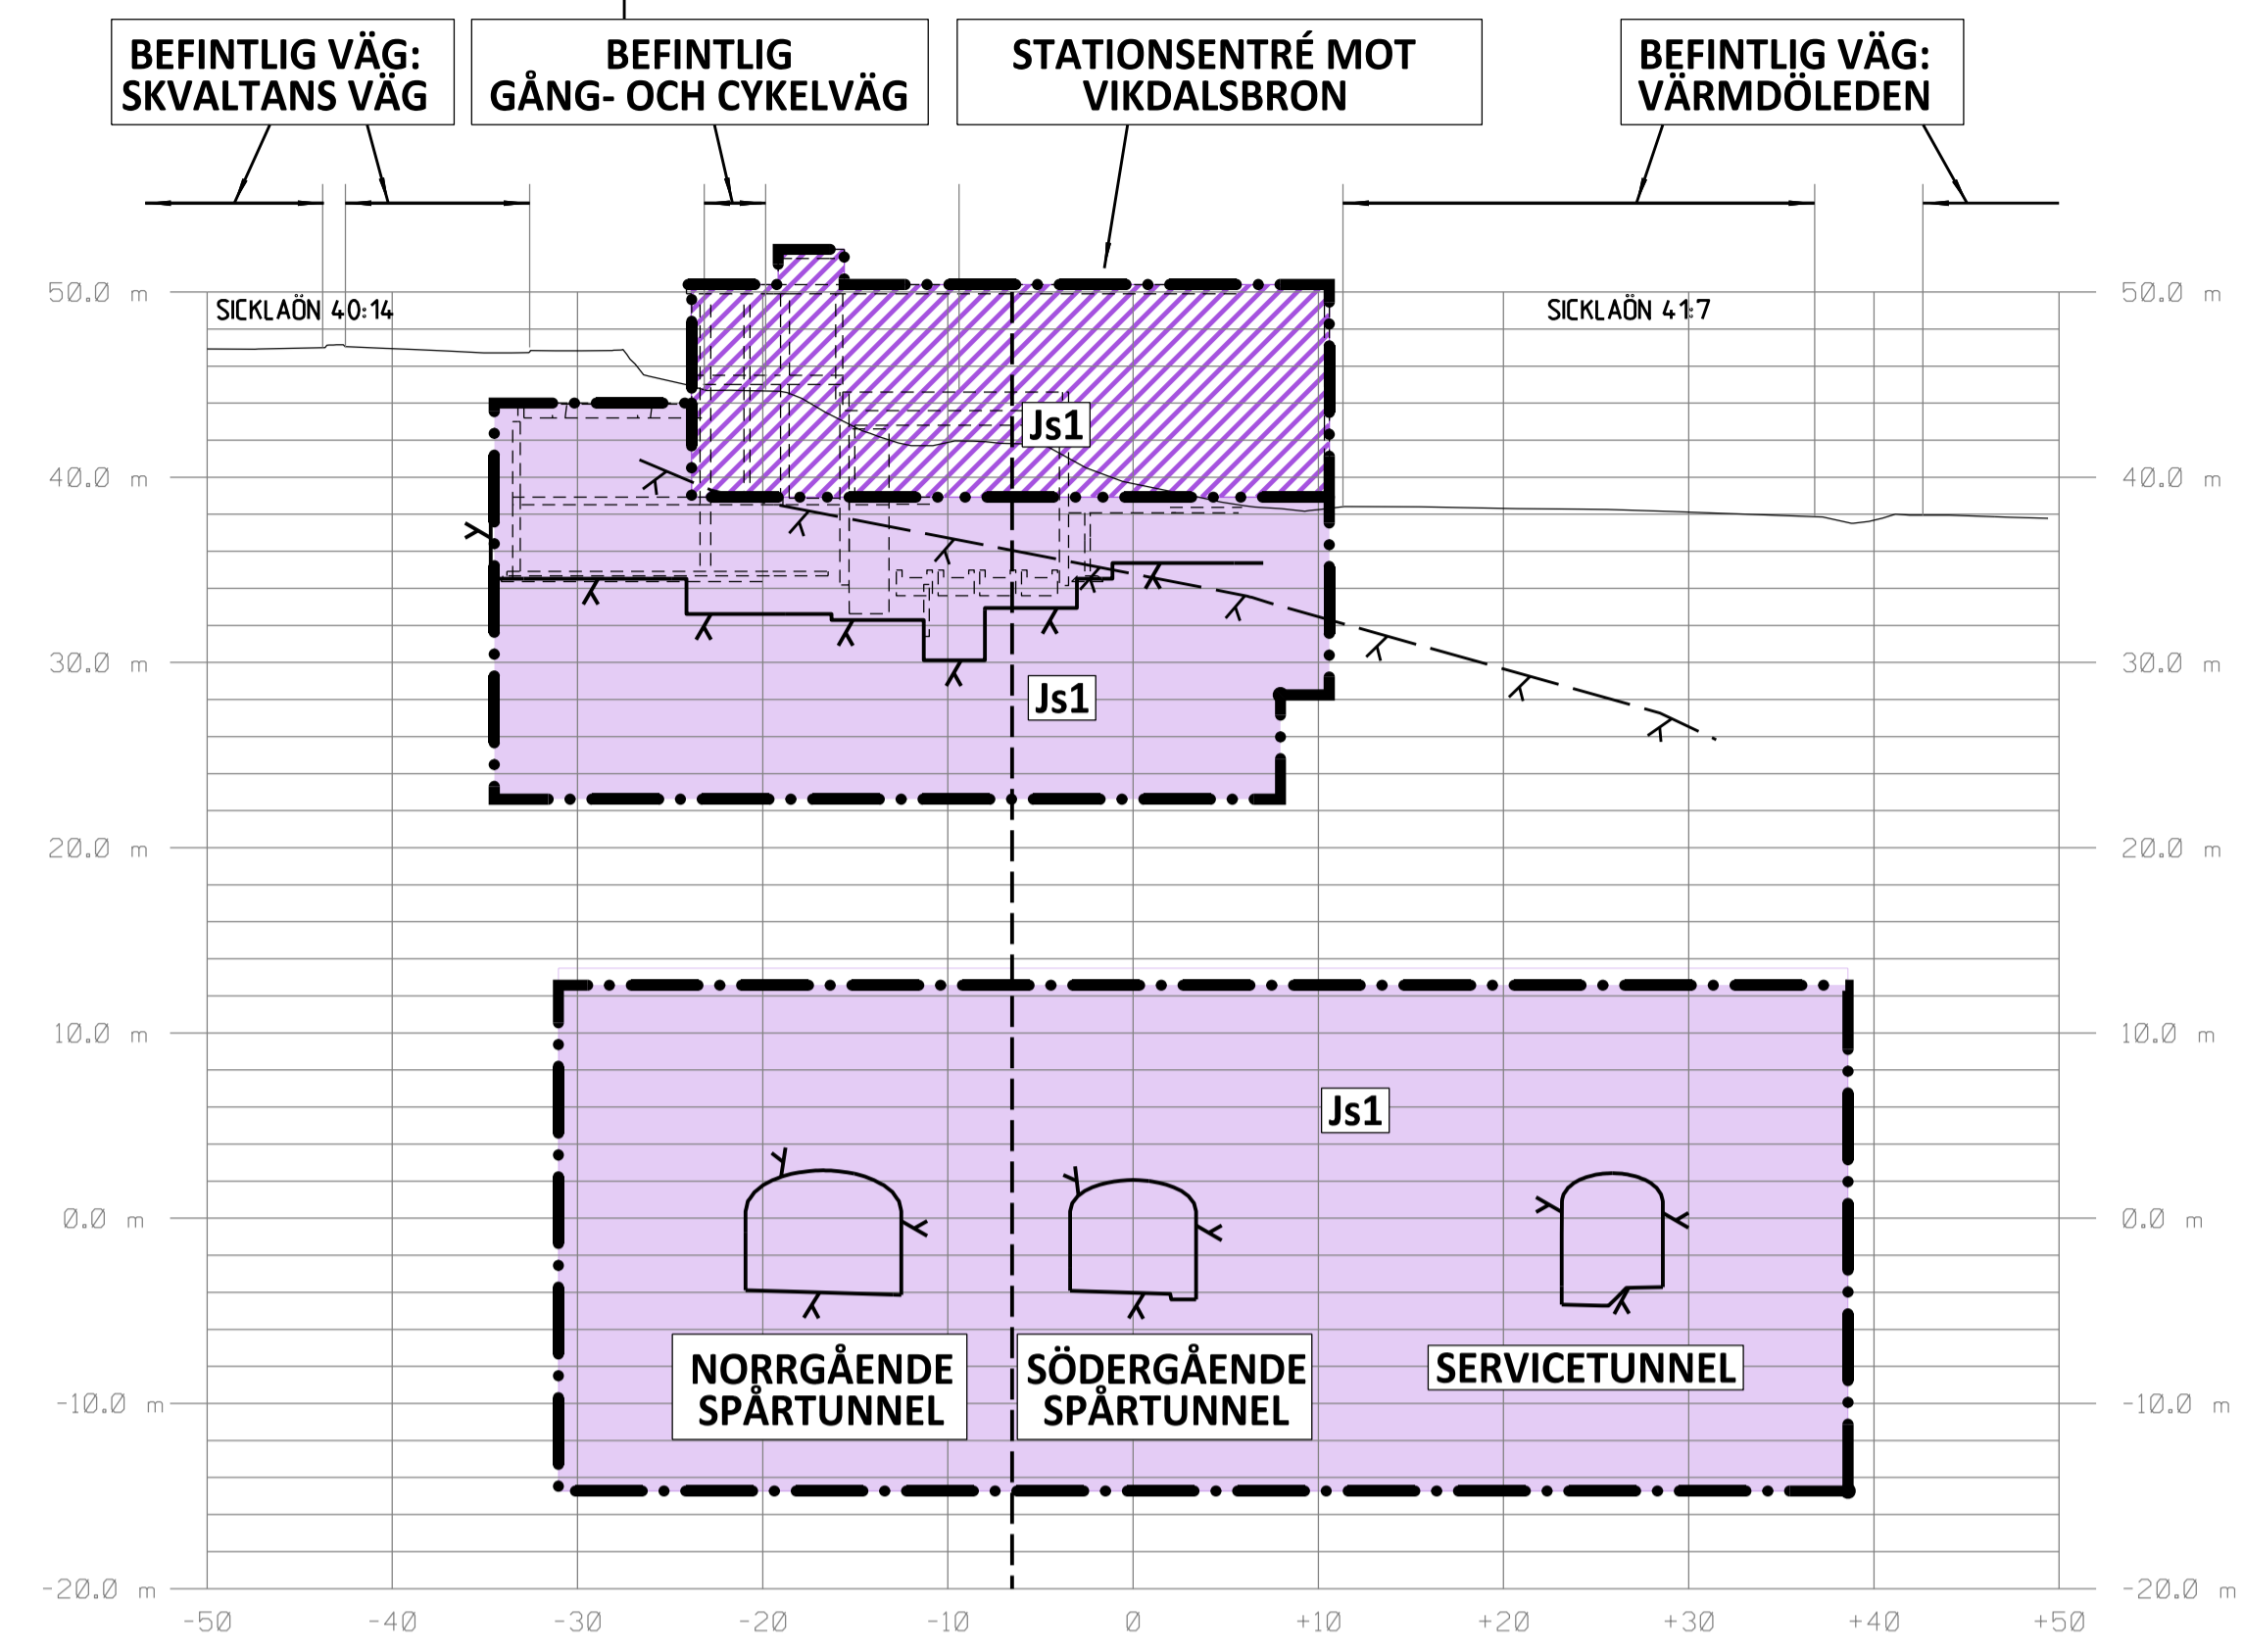 BEFINTLIG VÄG:
SKVALTANS VÄG
BEFINTLIG
GÅNG- OCH CYKELVÄG
STATIONSENTRÉ MOT
VIKDALSBRON
BEFINTLIG VÄG:
VÄRMDÖLEDEN
50.0 m
SICKLAÖN 40:14
SICKLAÖN 41:7
50.0 m
Js1
40.0 m
40.0 m
30.0 m
30.0 m
Js1
20.0 m
20.0 m
10.0 m
10.0 m
Js1
0.0 m
0.0 m
NORRGÅENDE
SPÅRTUNNEL
SÖDERGÅENDE
SPÅRTUNNEL
SERVICETUNNEL
-10.0 m
-10.0 m
-20.0 m
-20.0 m
-50 -40 -30 -20 -10 0 +10 +20 +30 +40 +50